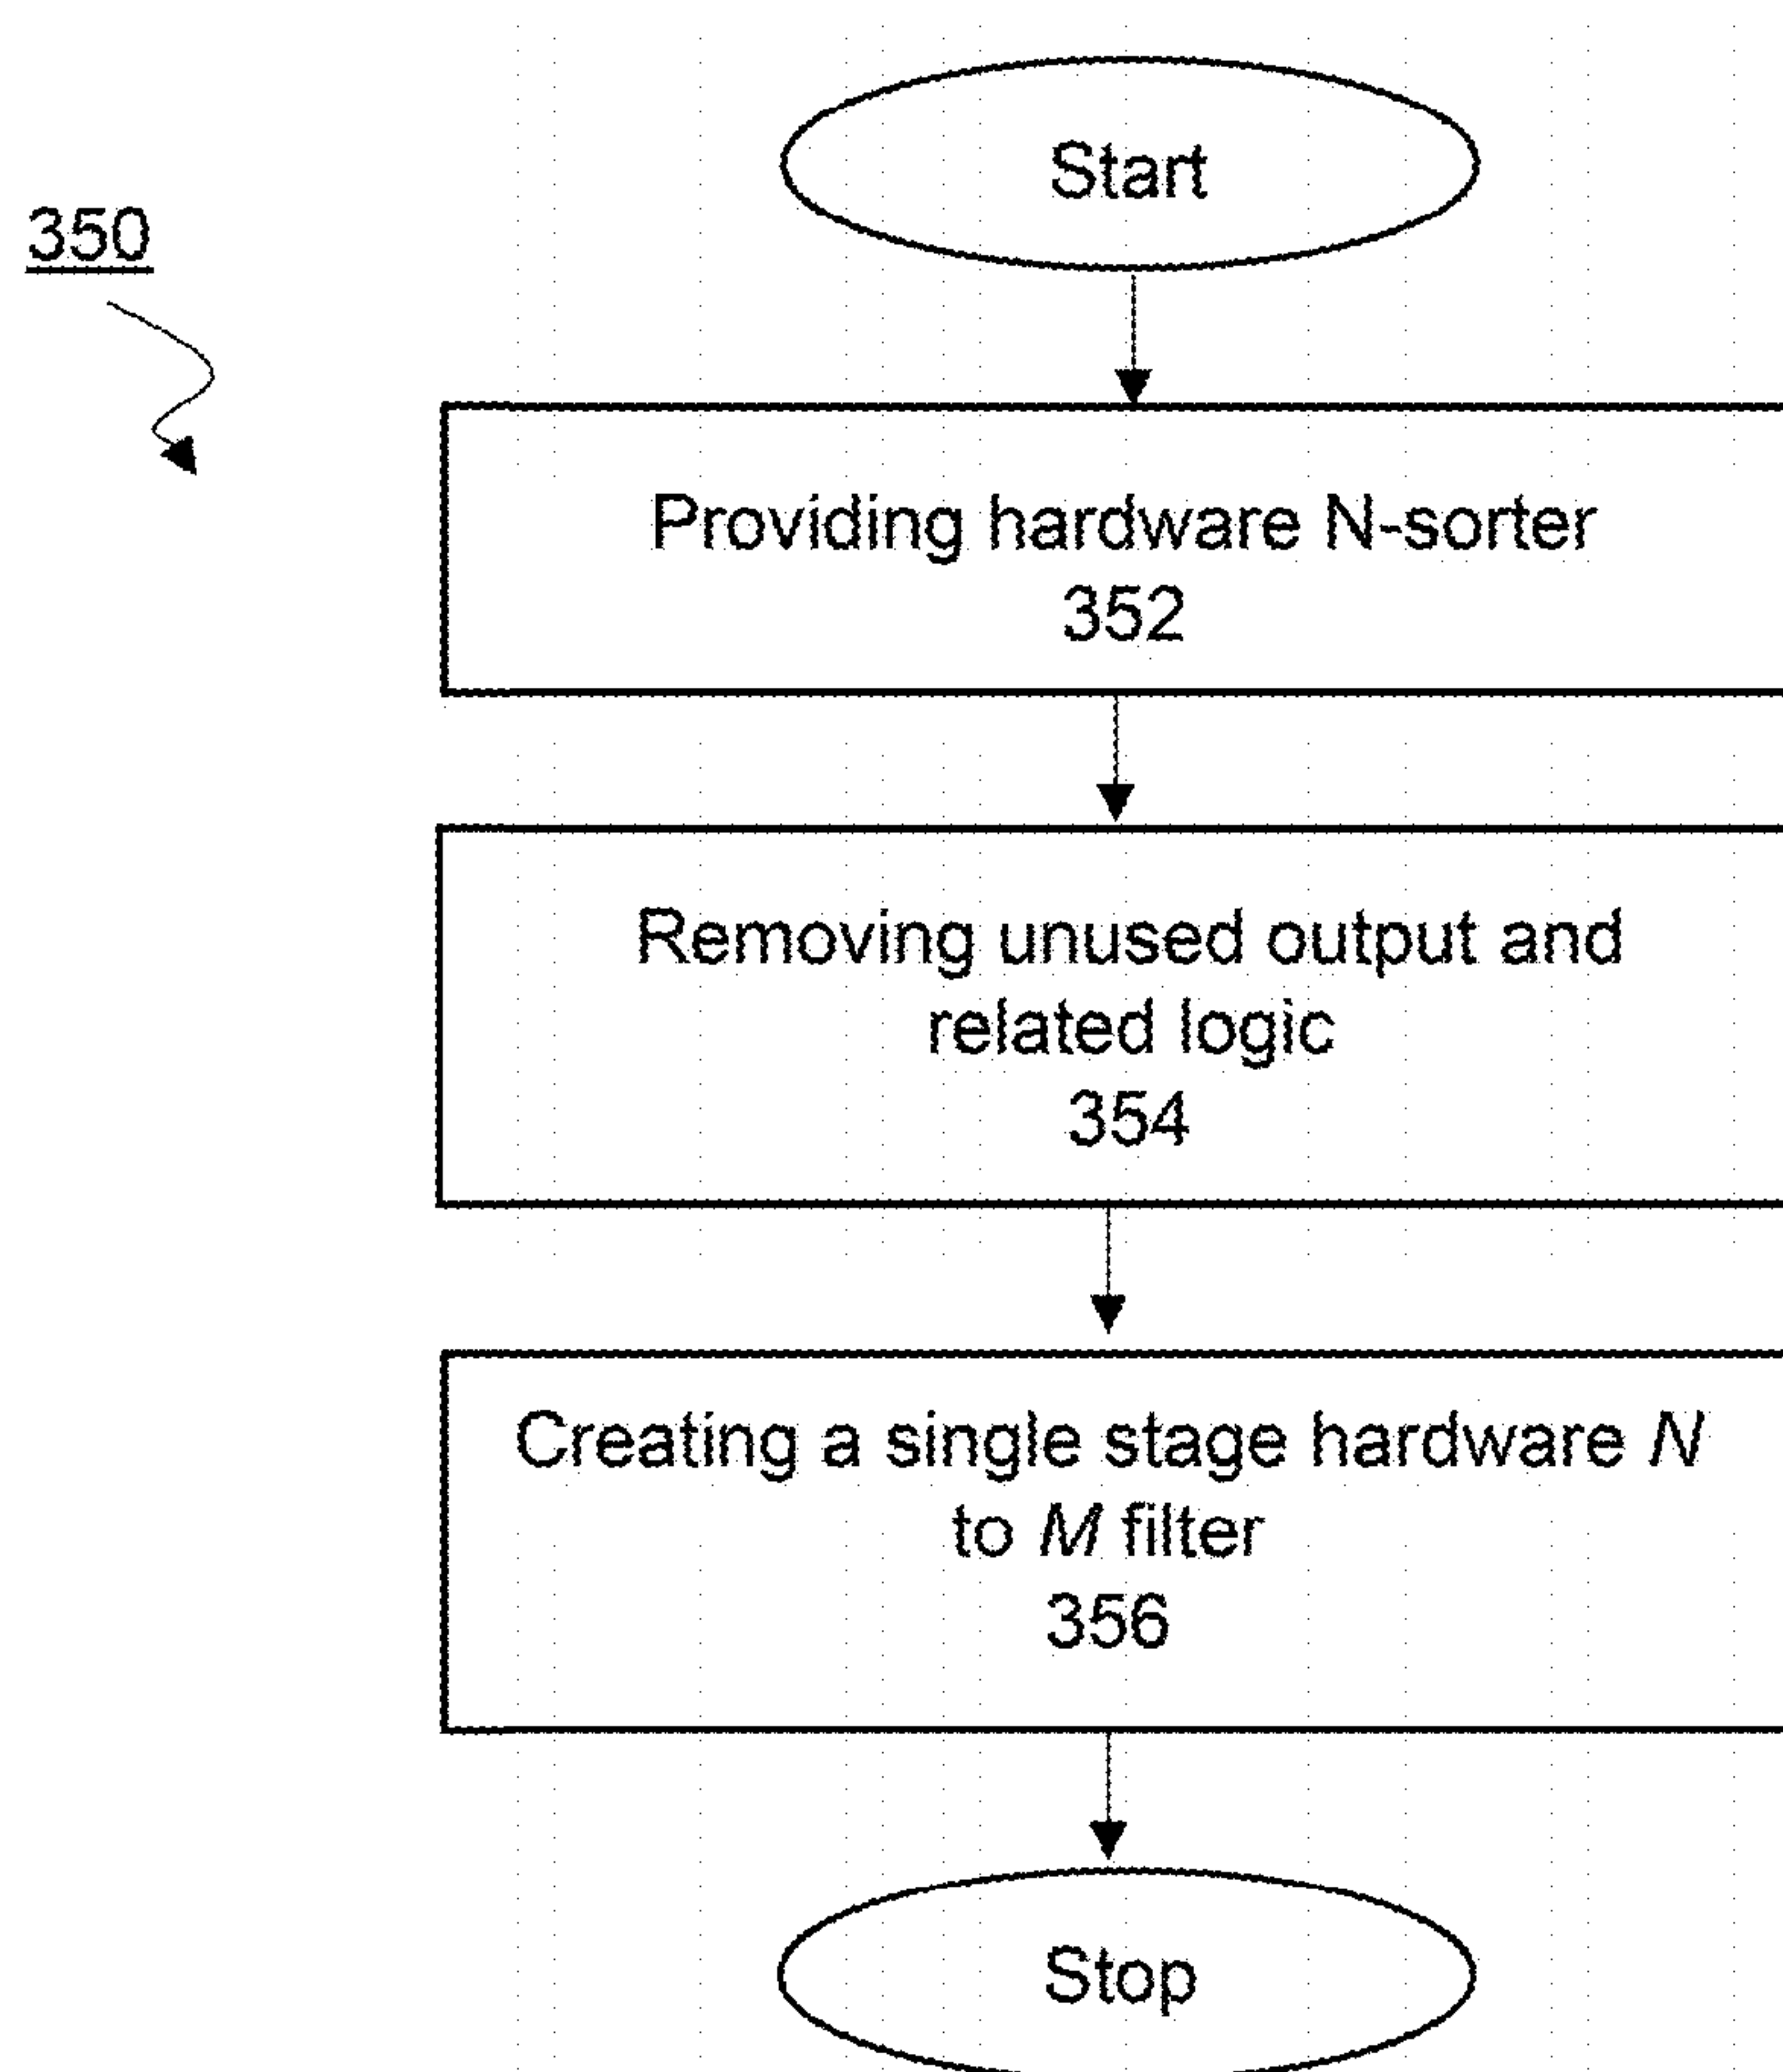 Start
350
Providing hardware N-sorter
352
Removing unused output and
related logic
354
Creating a single stage hardware N
to M filter
356
Stop